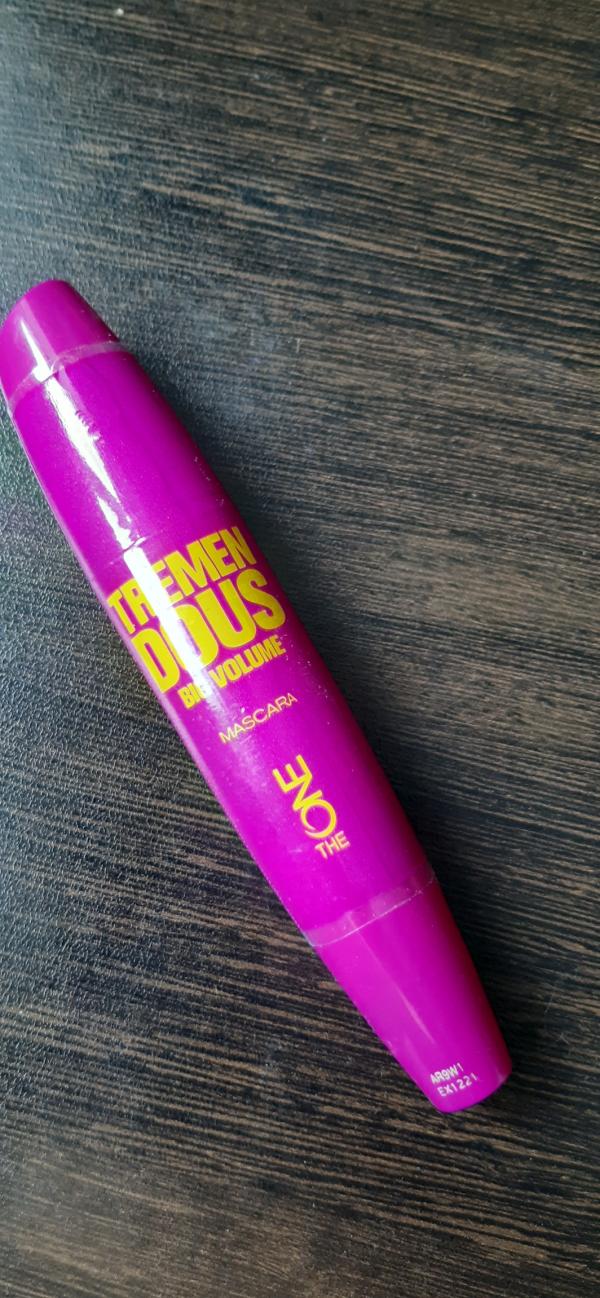 TREMEN
DOUS
BIG VOLUME
MASCARA
THE
ONE
AR9W1
EX1221